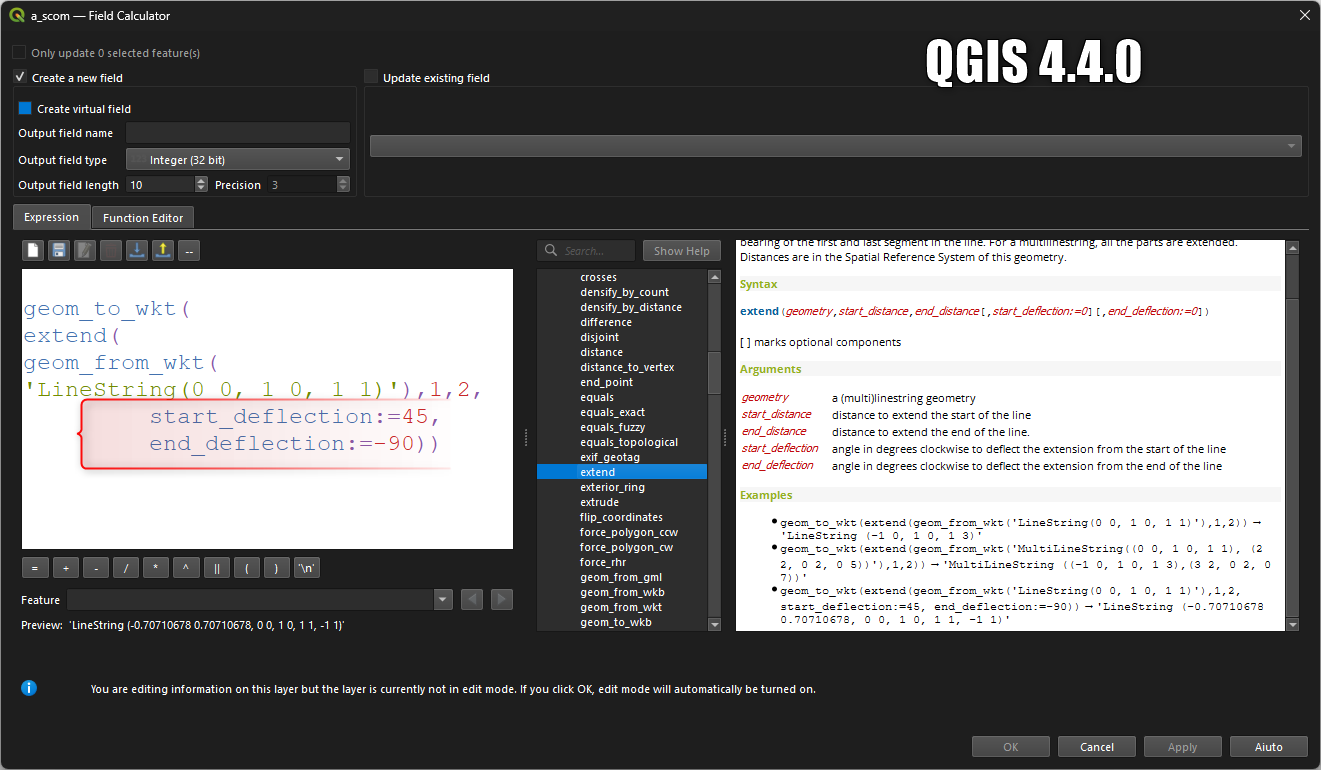 a_scom — Field Calculator
QGIS 4.4.0
Only update 0 selected feature(s)
Create a new field
Update existing field
Create virtual field
Output field name
Output field type
Integer (32 bit)
Output field length 10 Precision 3
Expression Function Editor
...
Search...
Show Help
geom_to_wkt(
extend(
geom_from_wkt(
'LineString(0 0, 1 0, 1 1)'),1,2,
start_deflection:=45,
end_deflection:=-90))
= + - / * ^ || ( ) '\n'
Feature
Preview: 'LineString (-0.70710678 0.70710678, 0 0, 1 0, 1 1, -1 1)'
crosses
densify_by_count
densify_by_distance
difference
disjoint
distance
distance_to_vertex
end_point
equals
equals_exact
equals_fuzzy
equals_topological
exif_geotag
extend
exterior_ring
extrude
flip_coordinates
force_polygon_ccw
force_polygon_cw
force_rhr
geom_from_gml
geom_from_wkb
geom_from_wkt
geom_to_wkb
bearing of the first and last segment in the line. For a multilinestring, all the parts are extended.
Distances are in the Spatial Reference System of this geometry.
Syntax
extend(geometry,start_distance,end_distance[,start_deflection:=0][,end_deflection:=0])
[ ] marks optional components
Arguments
geometry a (multi)linestring geometry
start_distance distance to extend the start of the line
end_distance distance to extend the end of the line.
start_deflection angle in degrees clockwise to deflect the extension from the start of the line
end_deflection angle in degrees clockwise to deflect the extension from the end of the line
Examples
• geom_to_wkt(extend(geom_from_wkt('LineString(0 0, 1 0, 1 1)'),1,2)) →
'LineString (-1 0, 1 0, 1 3)'
• geom_to_wkt(extend(geom_from_wkt('MultiLineString((0 0, 1 0, 1 1), (2
2, 0 2, 0 5))'),1,2)) → 'MultiLineString ((-1 0, 1 0, 1 3),(3 2, 0 2, 0
7))'
• geom_to_wkt(extend(geom_from_wkt('LineString(0 0, 1 0, 1 1)'),1,2,
start_deflection:=45, end_deflection:=-90)) → 'LineString (-0.70710678
0.70710678, 0 0, 1 0, 1 1, -1 1)'
You are editing information on this layer but the layer is currently not in edit mode. If you click OK, edit mode will automatically be turned on.
OK Cancel Apply Aiuto